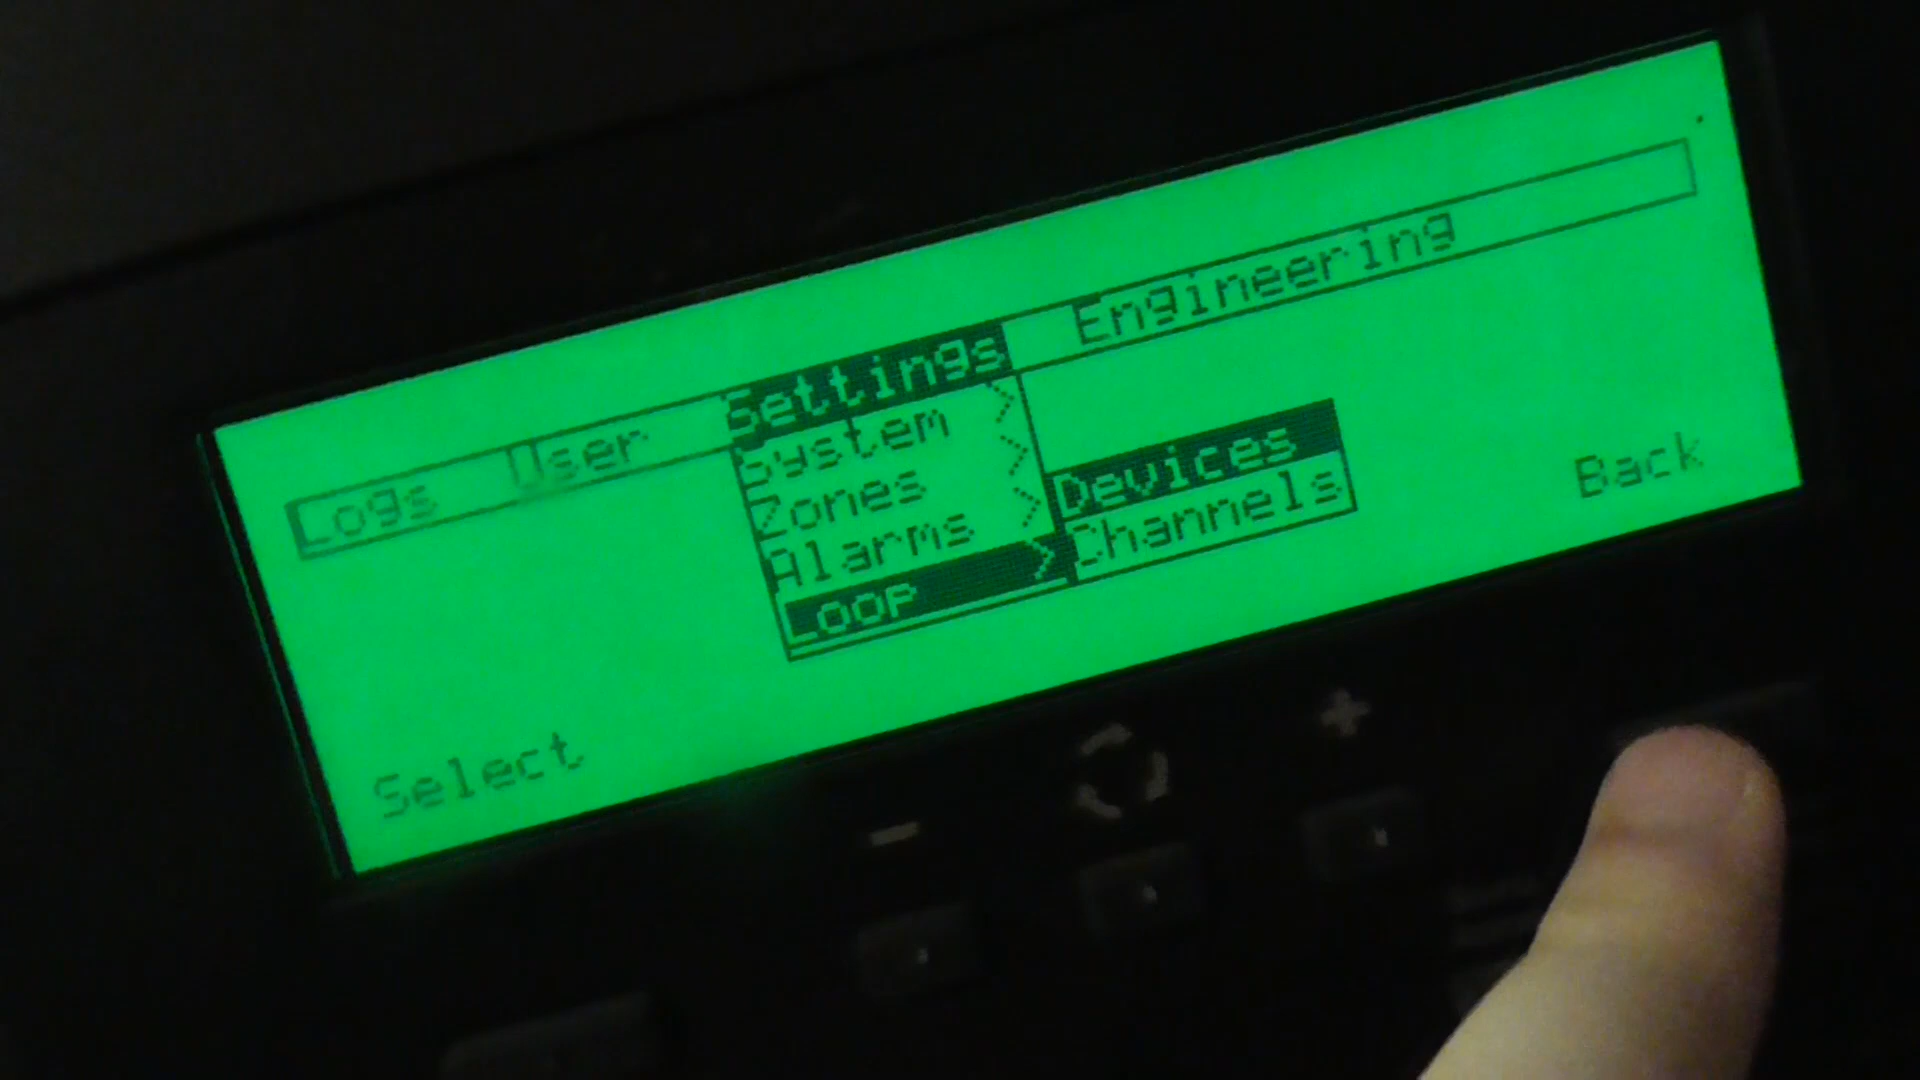 Logs User Settings Engineering
System >
Zones >
Alarms >
Loop >
Devices
Channels
Select
Back
- +